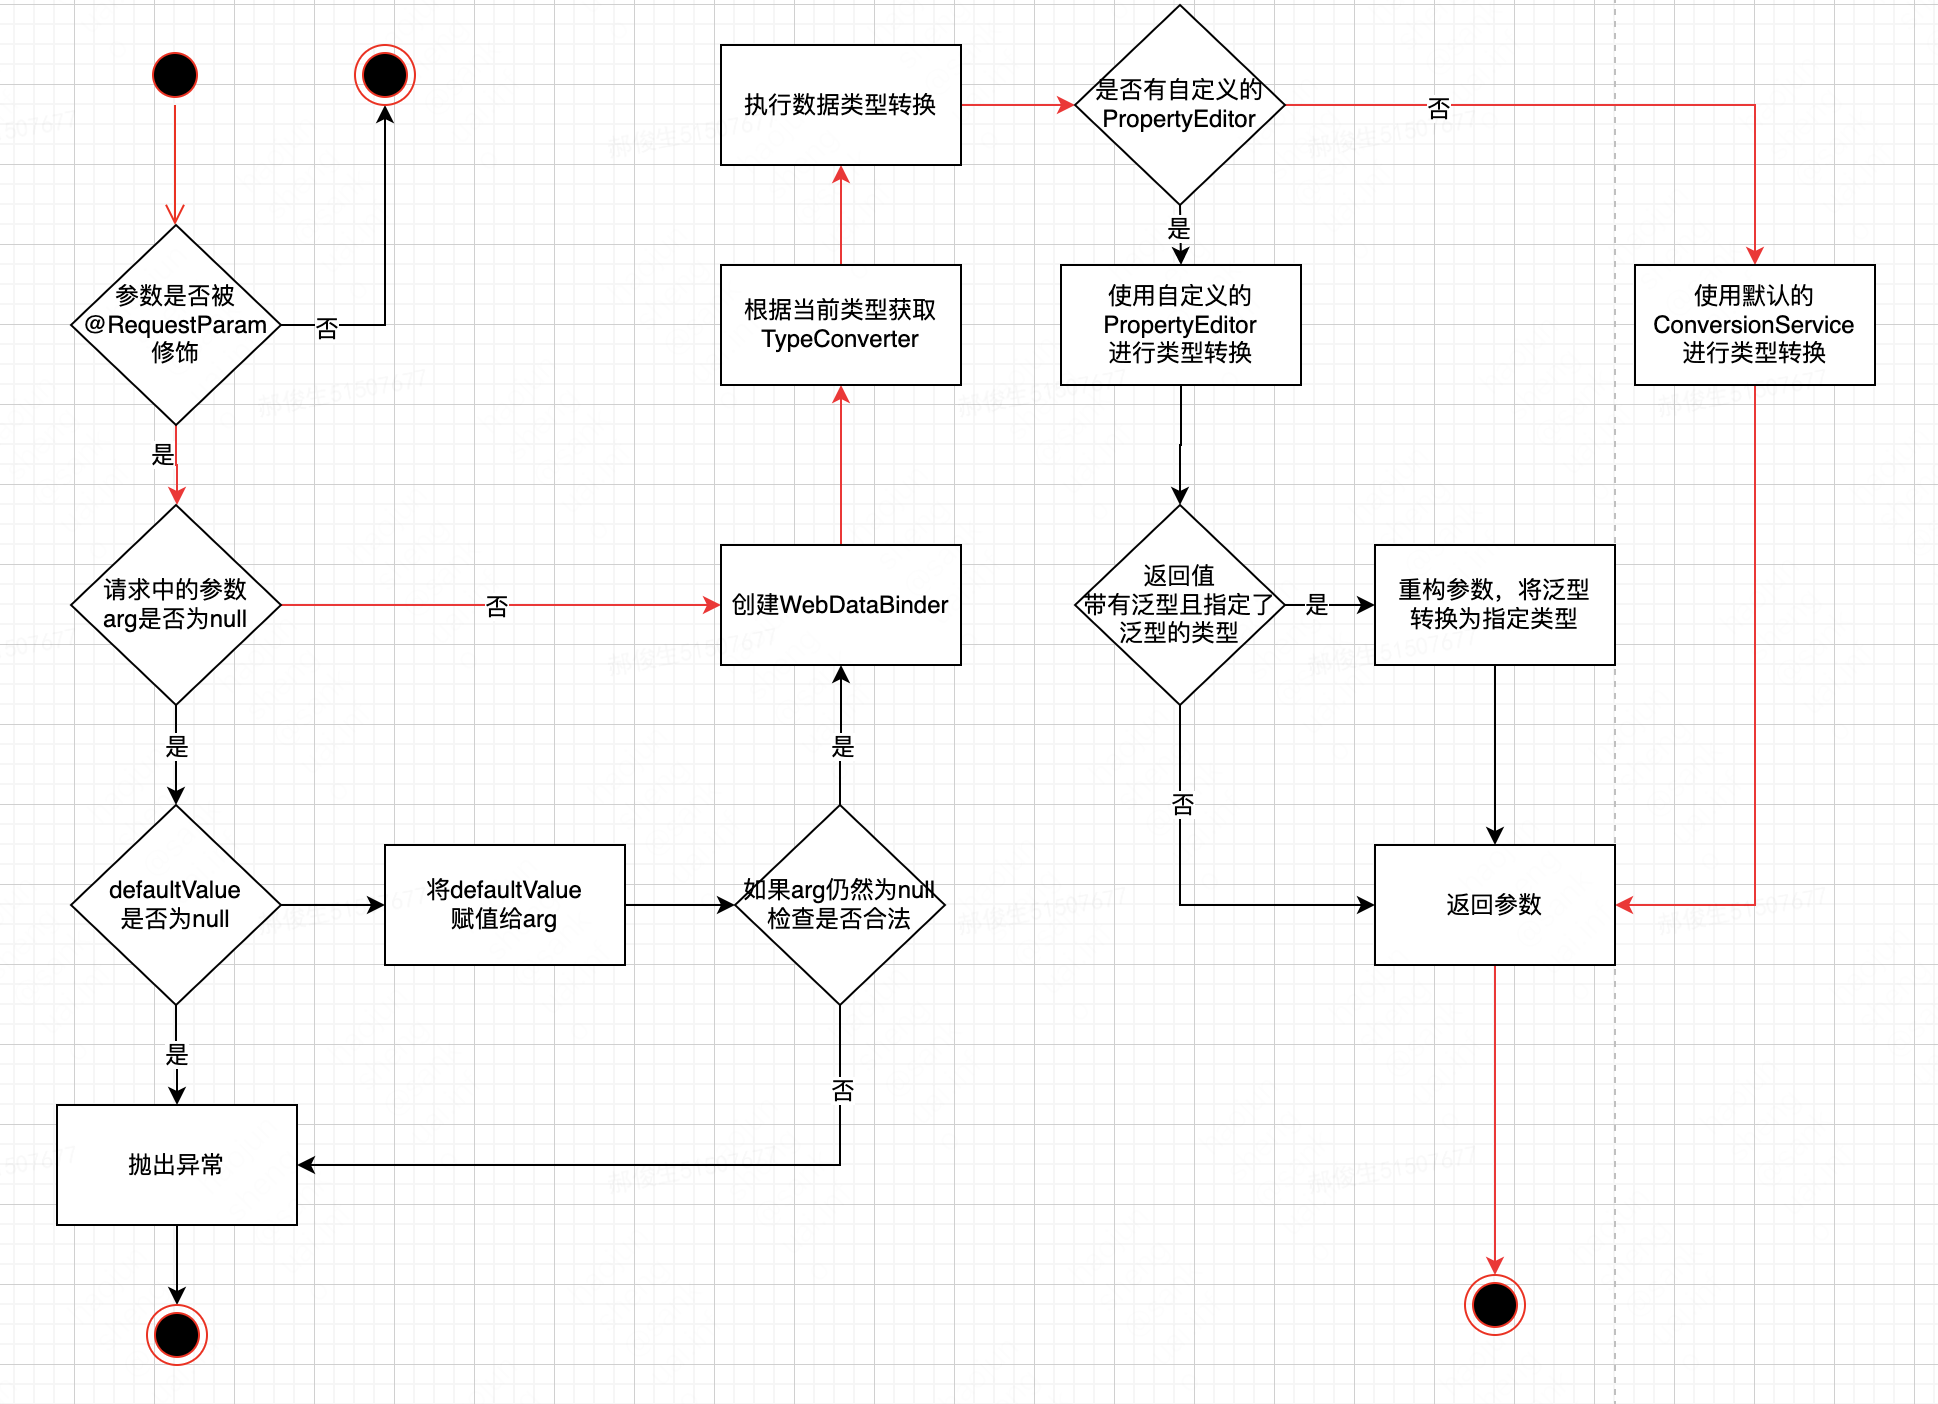 参数是否被
@RequestParam
修饰
否
是
请求中的参数
arg是否为null
否
是
defaultValue
是否为null
将defaultValue
赋值给arg
如果arg仍然为null
检查是否合法
是
否
是
抛出异常
创建WebDataBinder
根据当前类型获取
TypeConverter
执行数据类型转换
是否有自定义的
PropertyEditor
否
是
使用自定义的
PropertyEditor
进行类型转换
使用默认的
ConversionService
进行类型转换
返回值
带有泛型且指定了
泛型的类型
是
重构参数，将泛型
转换为指定类型
否
返回参数